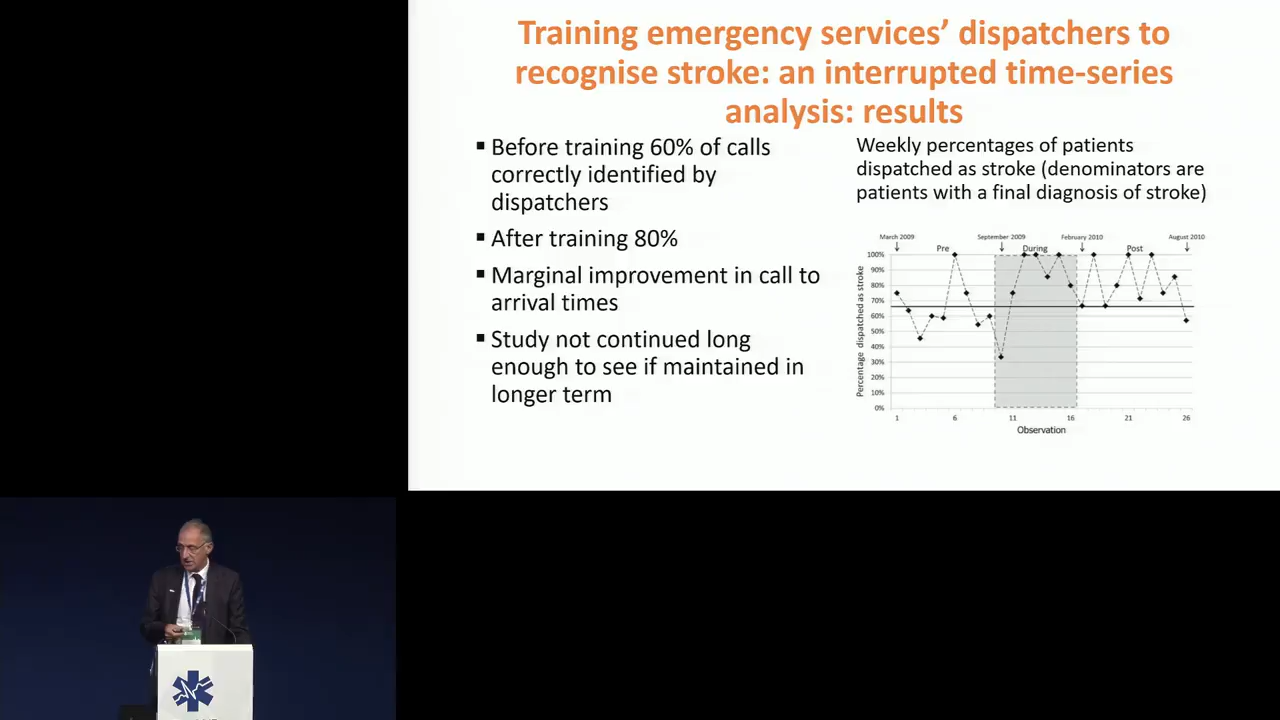 Training emergency services’ dispatchers to
recognise stroke: an interrupted time-series
analysis: results
▪ Before training 60% of calls
correctly identified by
dispatchers
▪ After training 80%
▪ Marginal improvement in call to
arrival times
▪ Study not continued long
enough to see if maintained in
longer term
Weekly percentages of patients
dispatched as stroke (denominators are
patients with a final diagnosis of stroke)
March 2009 September 2009 February 2010 August 2010
Pre During Post
Percentage dispatched as stroke
100%
90%
80%
70%
60%
50%
40%
30%
20%
10%
0%
1 6 11 16 21 26
Observation